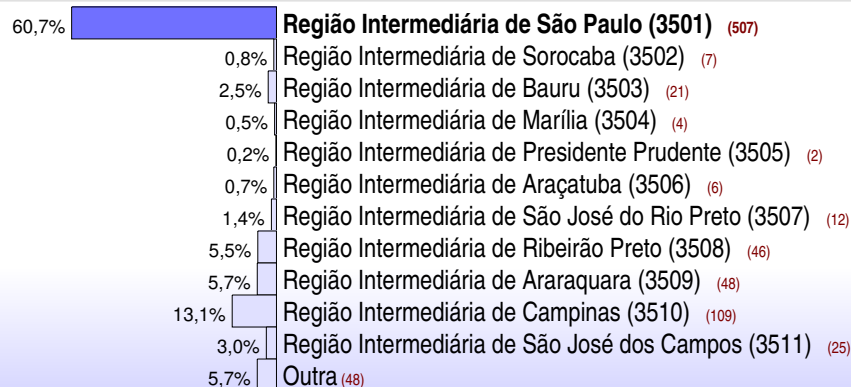 60,7% Região Intermediária de São Paulo (3501) (507)
0,8% Região Intermediária de Sorocaba (3502) (7)
2,5% Região Intermediária de Bauru (3503) (21)
0,5% Região Intermediária de Marília (3504) (4)
0,2% Região Intermediária de Presidente Prudente (3505) (2)
0,7% Região Intermediária de Araçatuba (3506) (6)
1,4% Região Intermediária de São José do Rio Preto (3507) (12)
5,5% Região Intermediária de Ribeirão Preto (3508) (46)
5,7% Região Intermediária de Araraquara (3509) (48)
13,1% Região Intermediária de Campinas (3510) (109)
3,0% Região Intermediária de São José dos Campos (3511) (25)
5,7% Outra (48)